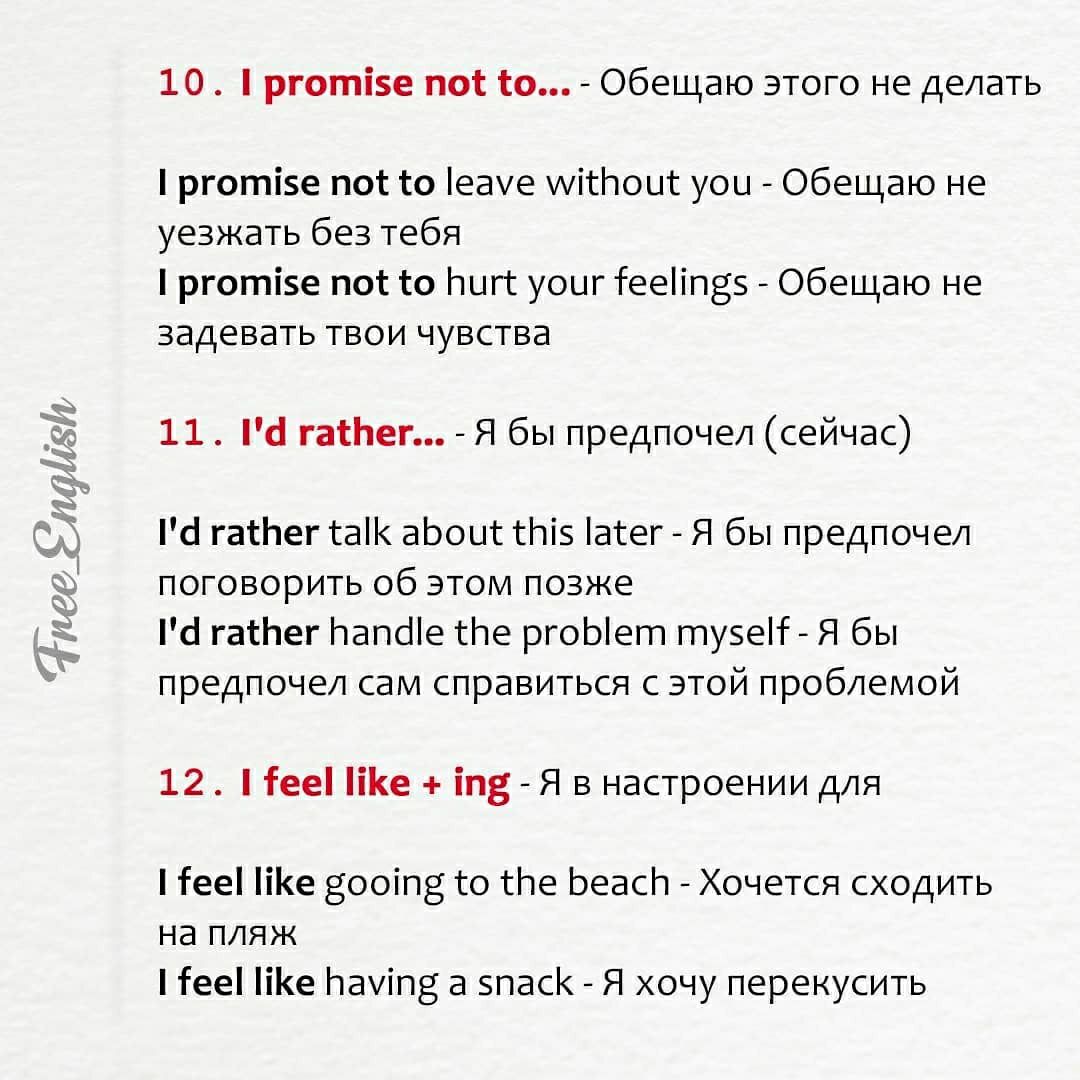 10. I promise not to... - Обещаю этого не делать
I promise not to leave without you - Обещаю не
уезжать без тебя
I promise not to hurt your feelings - Обещаю не
задевать твои чувства
11. I'd rather... - Я бы предпочел (сейчас)
I'd rather talk about this later - Я бы предпочел
поговорить об этом позже
I'd rather handle the problem myself - Я бы
предпочел сам справиться с этой проблемой
12. I feel like + ing - Я в настроении для
I feel like gooing to the beach - Хочется сходить
на пляж
I feel like having a snack - Я хочу перекусить
Free_English